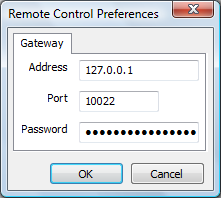 Remote Control Preferences
Gateway
Address 127.0.0.1
Port 10022
Password ●●●●●●●●●●●●●●●●
OK Cancel